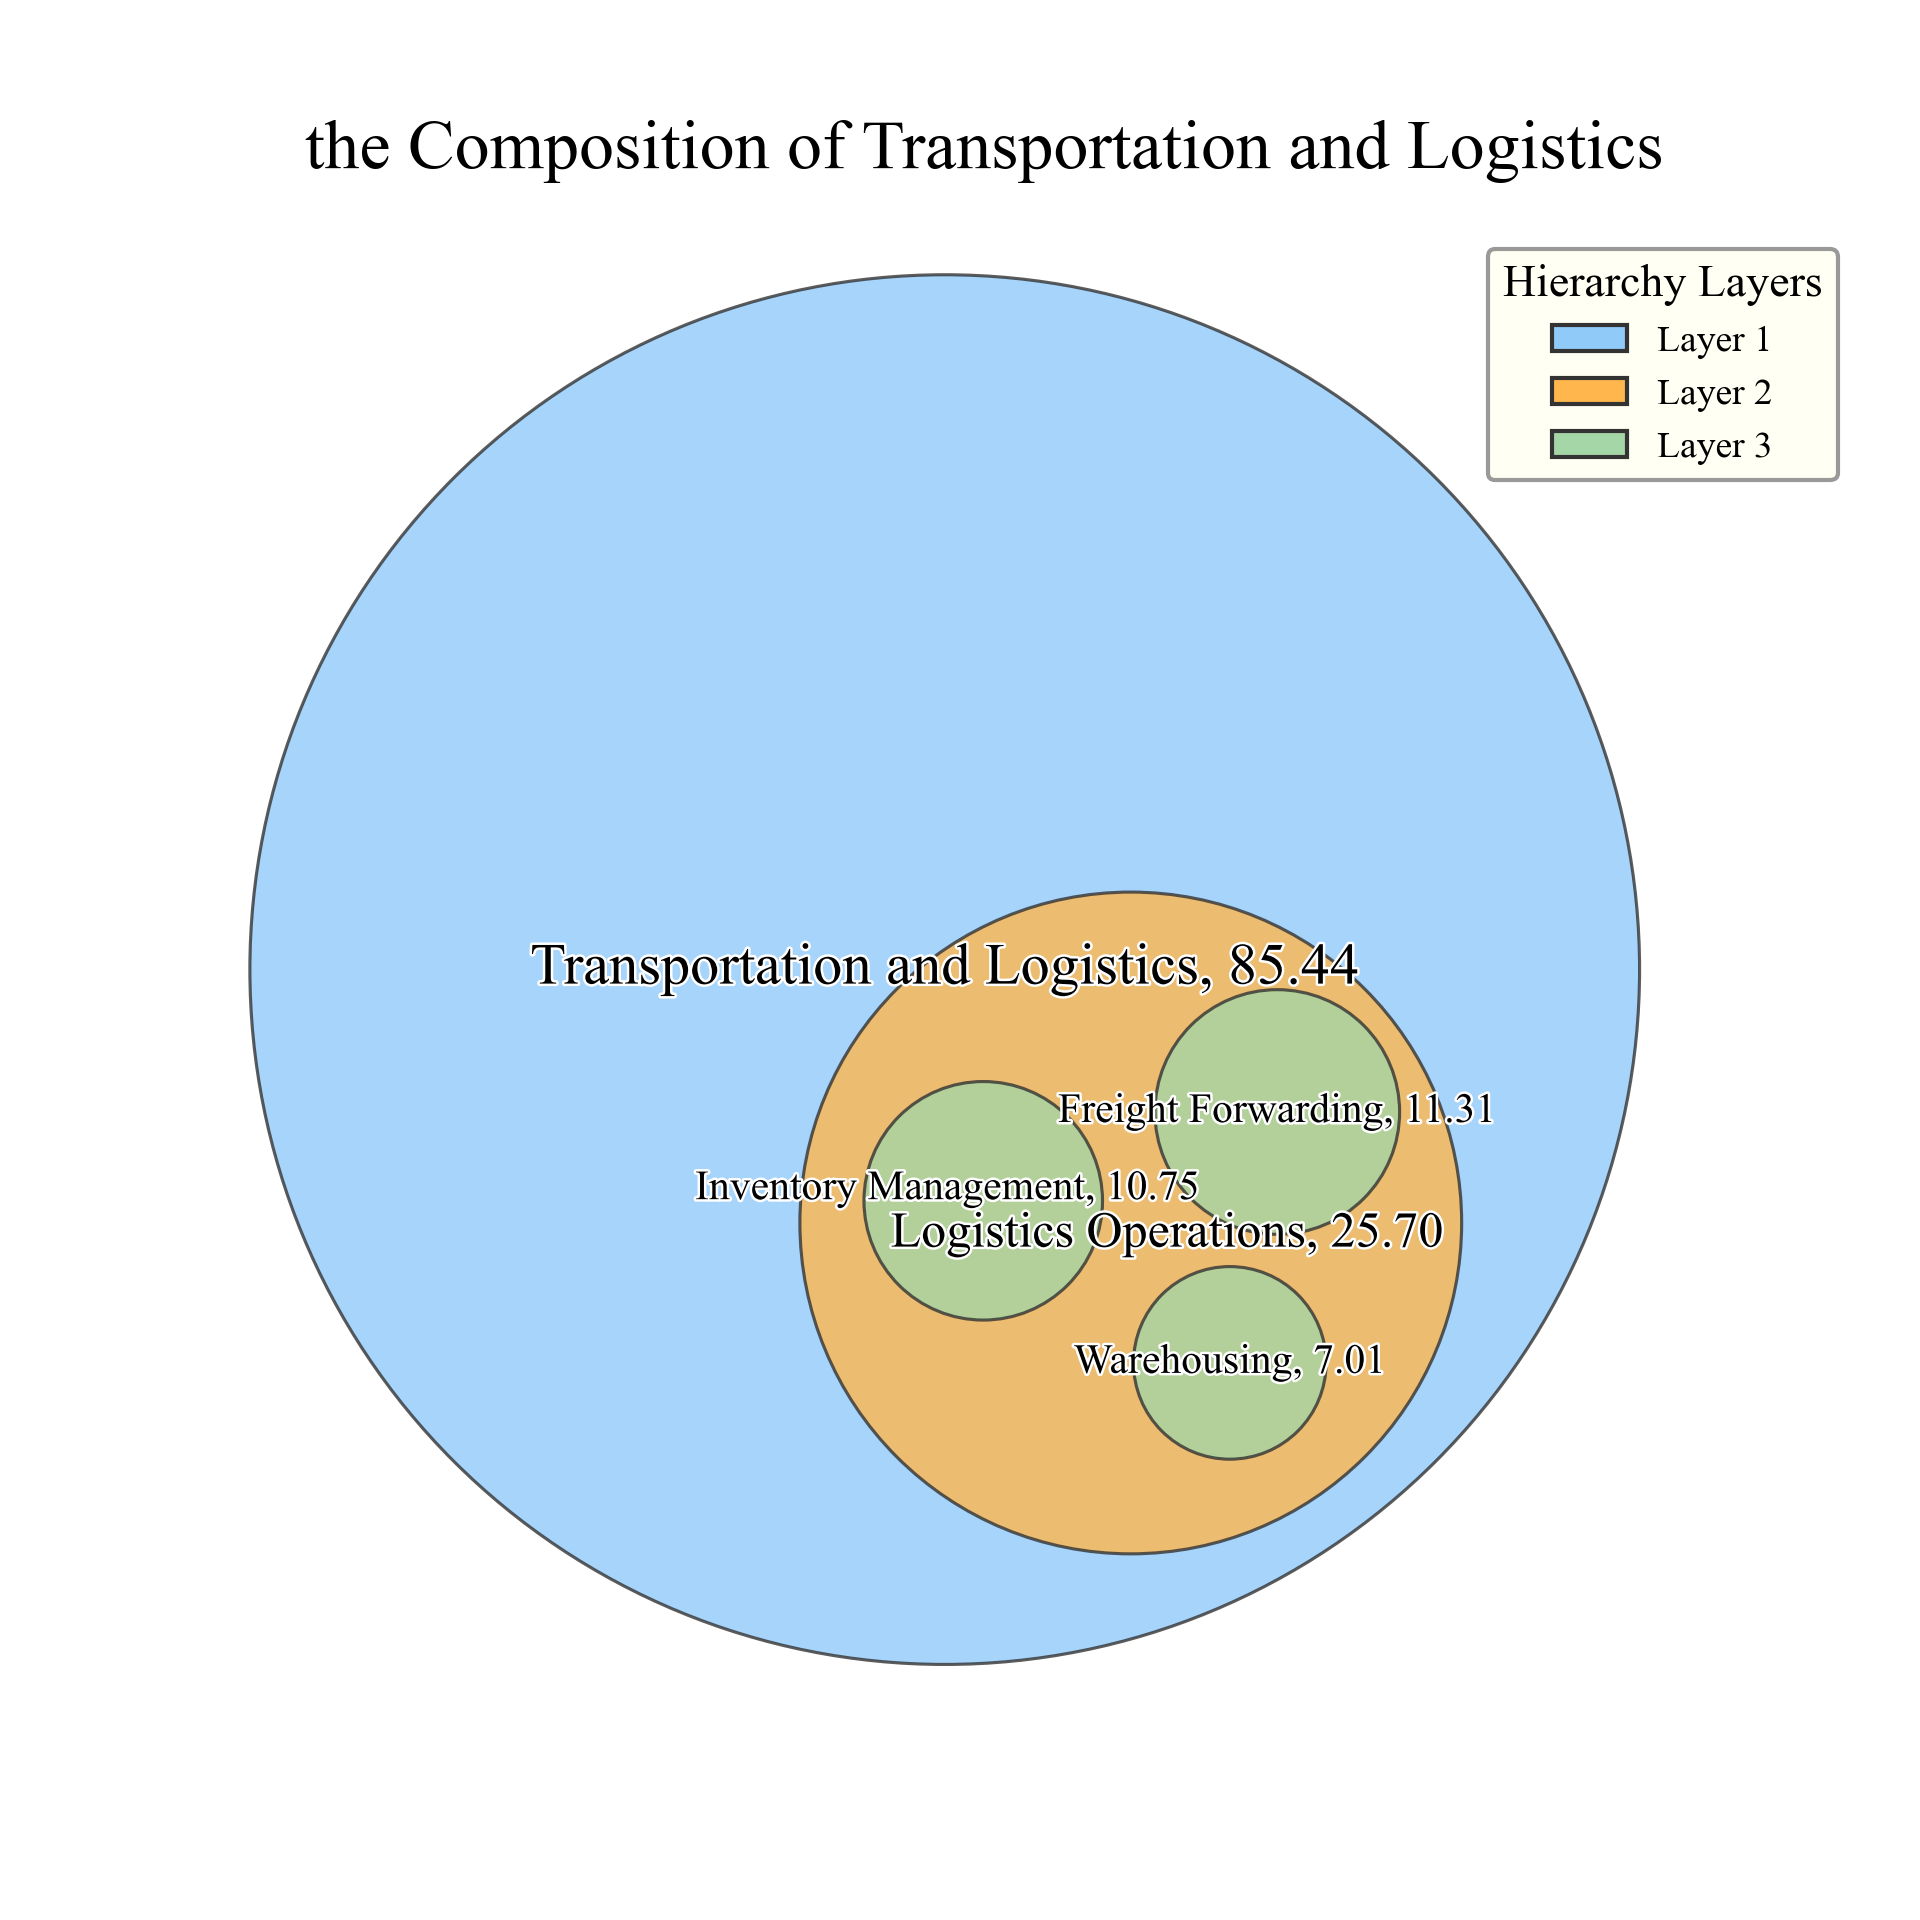 the Composition of Transportation and Logistics
Hierarchy Layers
Layer 1
Layer 2
Layer 3
Transportation and Logistics, 85.44
Freight Forwarding, 11.31
Inventory Management, 10.75
Logistics Operations, 25.70
Warehousing, 7.01